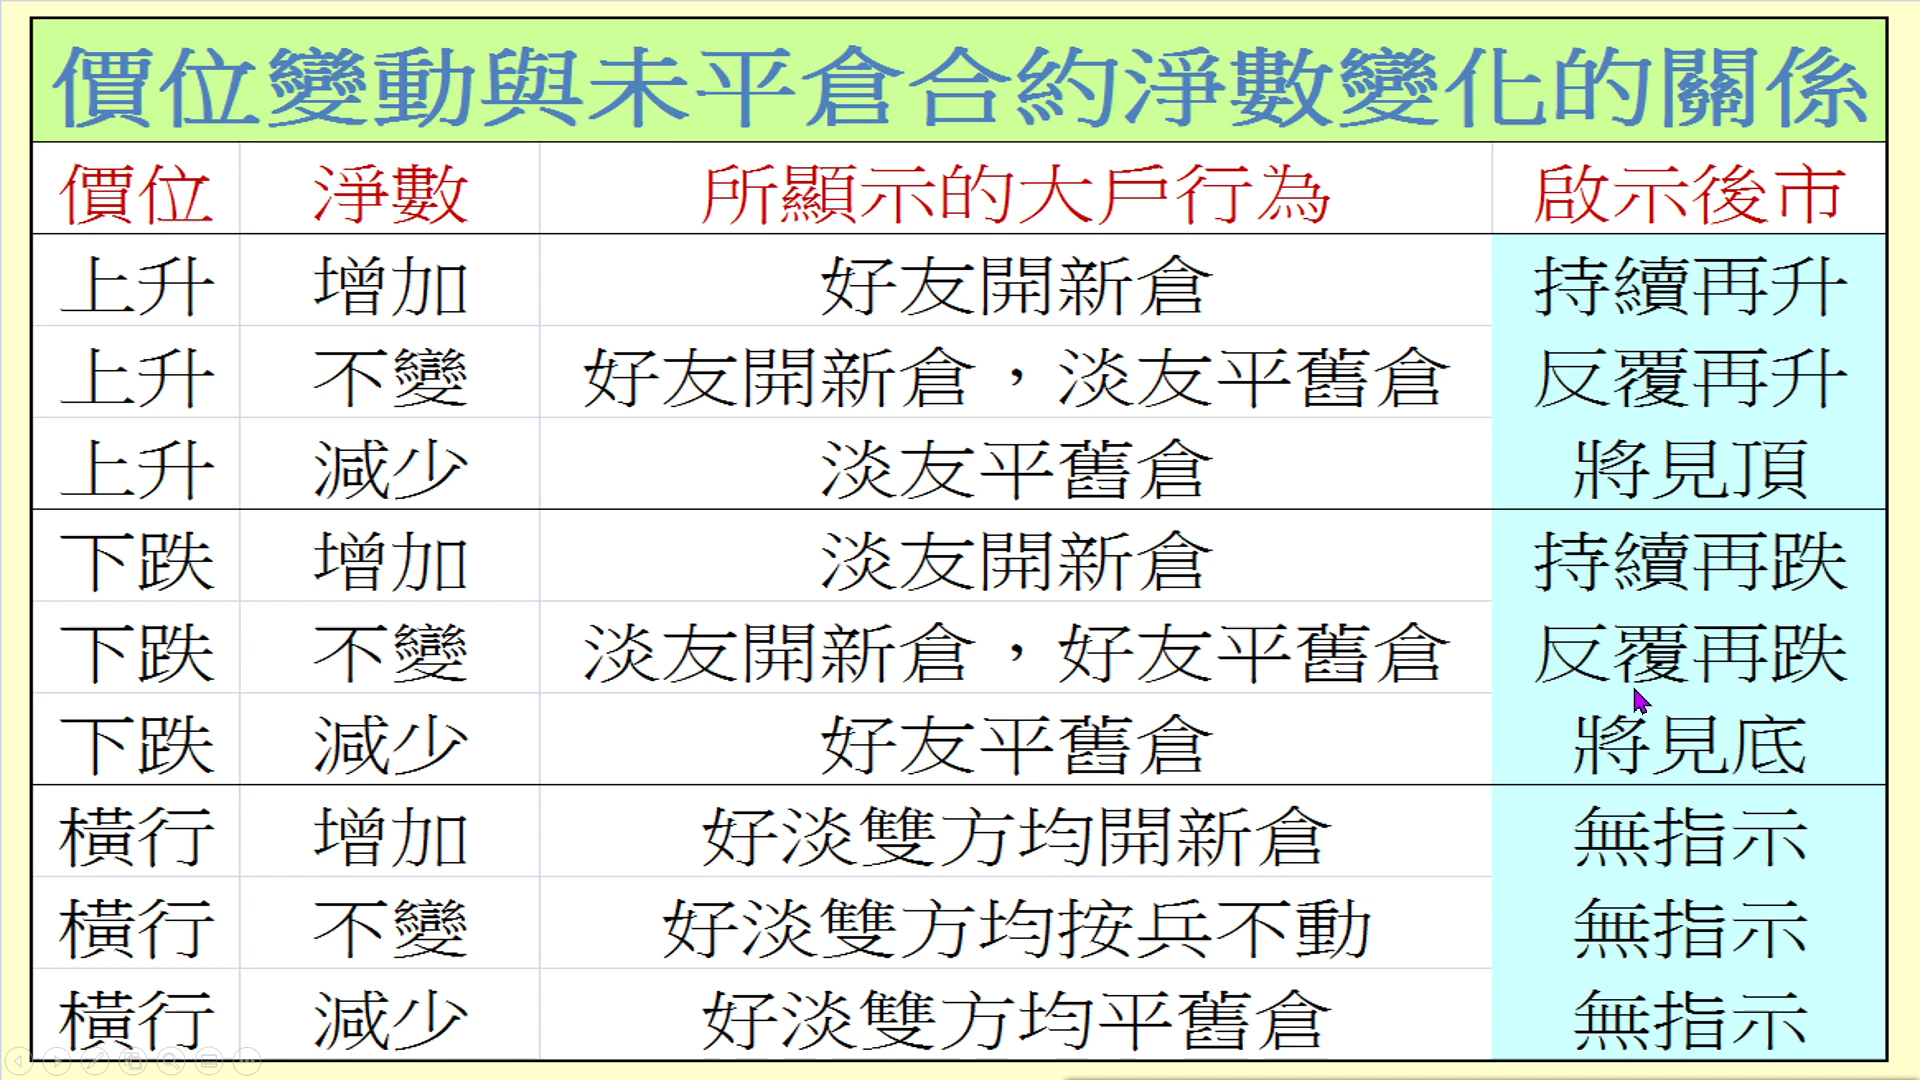 價位變動與未平倉合約淨數變化的關係
價位 淨數 所顯示的大戶行為 啟示後市
上升 增加 好友開新倉 持續再升
上升 不變 好友開新倉，淡友平舊倉 反覆再升
上升 減少 淡友平舊倉 將見頂
下跌 增加 淡友開新倉 持續再跌
下跌 不變 淡友開新倉，好友平舊倉 反覆再跌
下跌 減少 好友平舊倉 將見底
橫行 增加 好淡雙方均開新倉 無指示
橫行 不變 好淡雙方均按兵不動 無指示
橫行 減少 好淡雙方均平舊倉 無指示